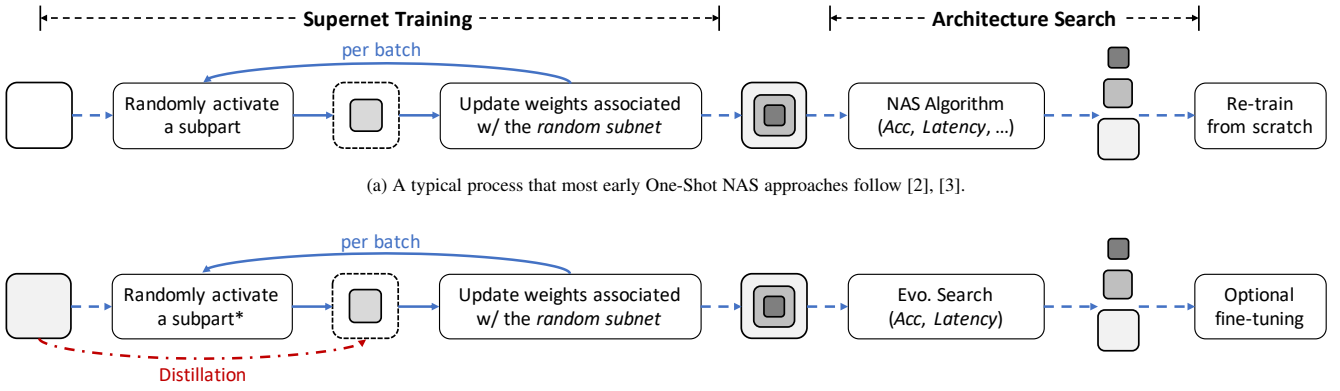 Supernet Training
Architecture Search
per batch
Randomly activate
a subpart
Update weights associated
w/ the random subnet
NAS Algorithm
(Acc, Latency, ...)
Re-train
from scratch
(a) A typical process that most early One-Shot NAS approaches follow [2], [3].
per batch
Randomly activate
a subpart*
Update weights associated
w/ the random subnet
Evo. Search
(Acc, Latency)
Optional
fine-tuning
Distillation